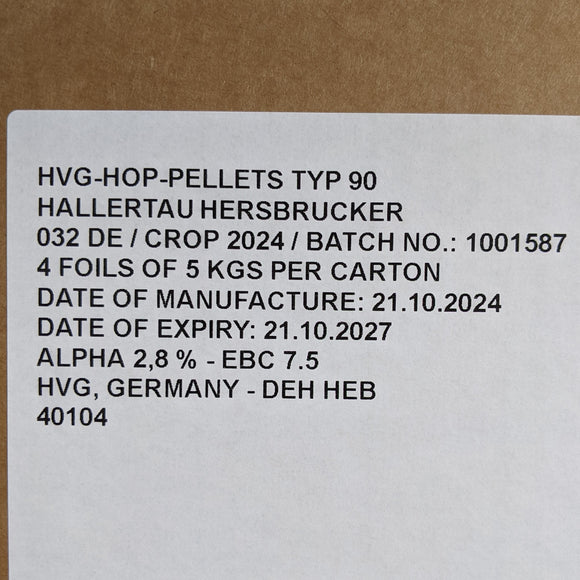 HVG-HOP-PELLETS TYP 90
HALLERTAU HERSBRUCKER
032 DE / CROP 2024 / BATCH NO.: 1001587
4 FOILS OF 5 KGS PER CARTON
DATE OF MANUFACTURE: 21.10.2024
DATE OF EXPIRY: 21.10.2027
ALPHA 2,8 % - EBC 7.5
HVG, GERMANY - DEH HEB
40104